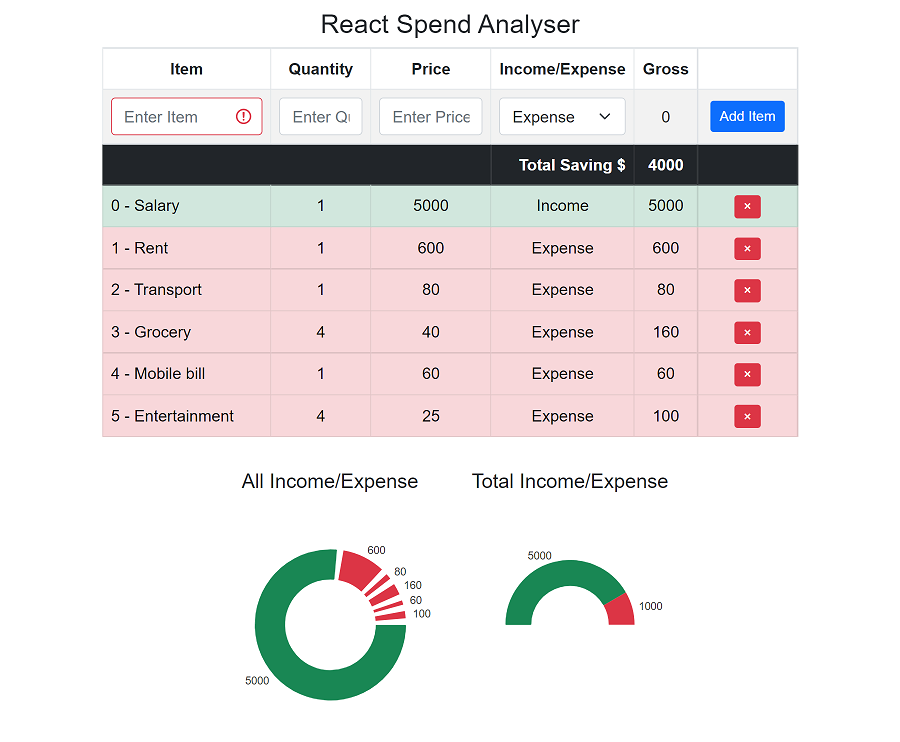 React Spend Analyser
Item Quantity Price Income/Expense Gross
Enter Item Enter Qu Enter Price Expense 0 Add Item
Total Saving $ 4000
0 - Salary 1 5000 Income 5000 ×
1 - Rent 1 600 Expense 600 ×
2 - Transport 1 80 Expense 80 ×
3 - Grocery 4 40 Expense 160 ×
4 - Mobile bill 1 60 Expense 60 ×
5 - Entertainment 4 25 Expense 100 ×
All Income/Expense Total Income/Expense
600
80
160
60
100
5000
5000
1000